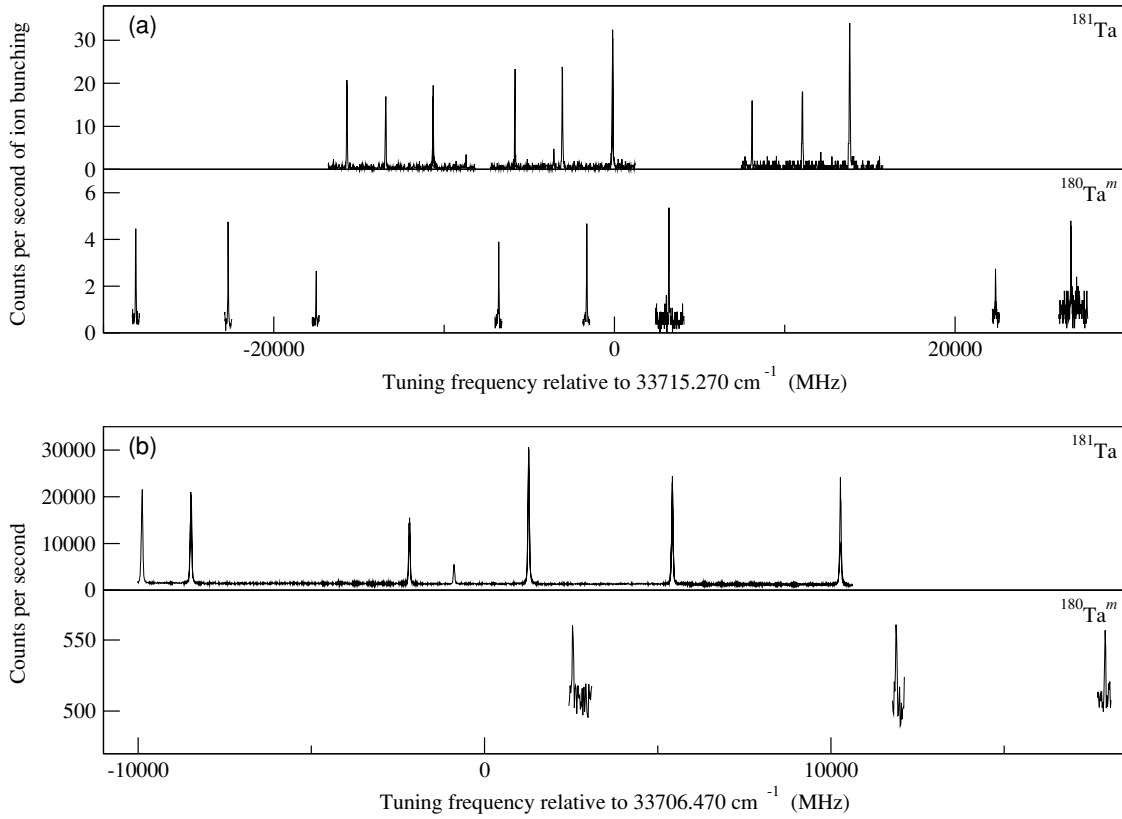 (a)
181Ta
30
20
10
0
180Ta^m
6
4
2
0
-20000 0 20000
Counts per second of ion bunching
Tuning frequency relative to 33715.270 cm^-1 (MHz)
(b)
181Ta
30000
20000
10000
0
180Ta^m
550
500
-10000 0 10000
Counts per second
Tuning frequency relative to 33706.470 cm^-1 (MHz)